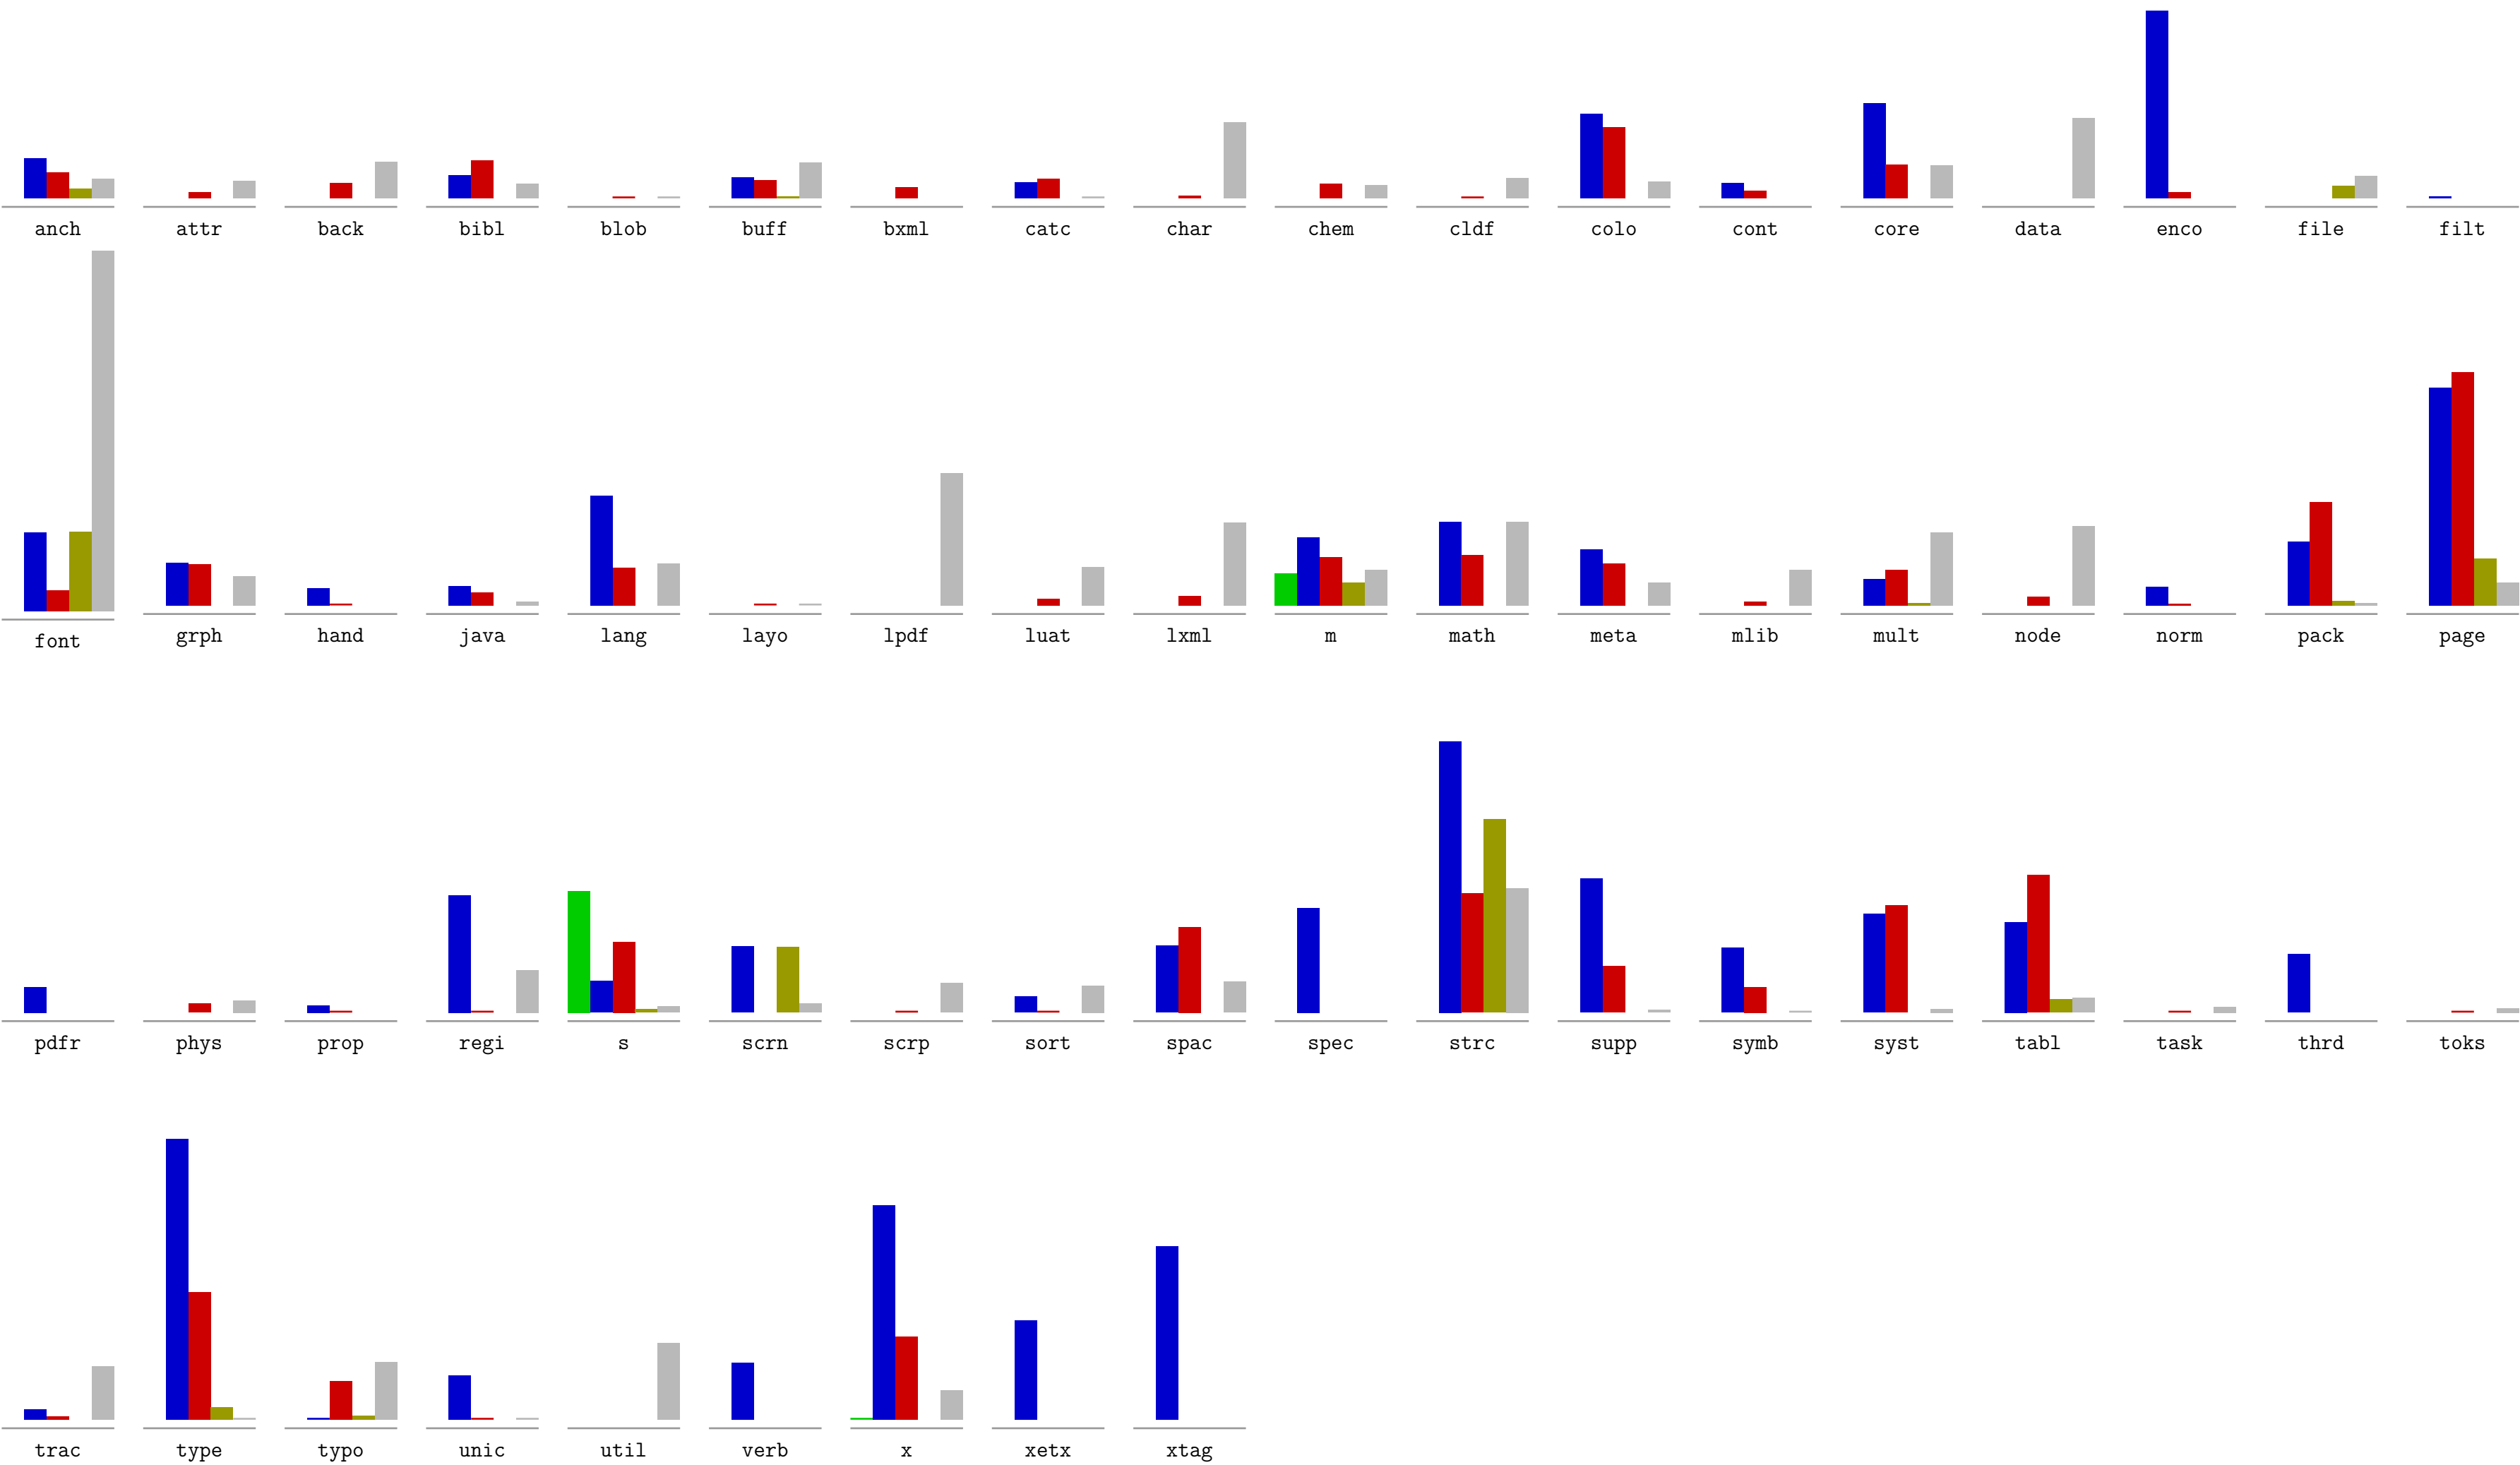 anch attr back bibl blob buff bxml catc char chem cldf colo cont core data enco file filt
font grph hand java lang layo lpdf luat lxml m math meta mlib mult node norm pack page
pdfr phys prop regi s scrn scrp sort spac spec strc supp symb syst tabl task thrd toks
trac type typo unic util verb x xetx xtag